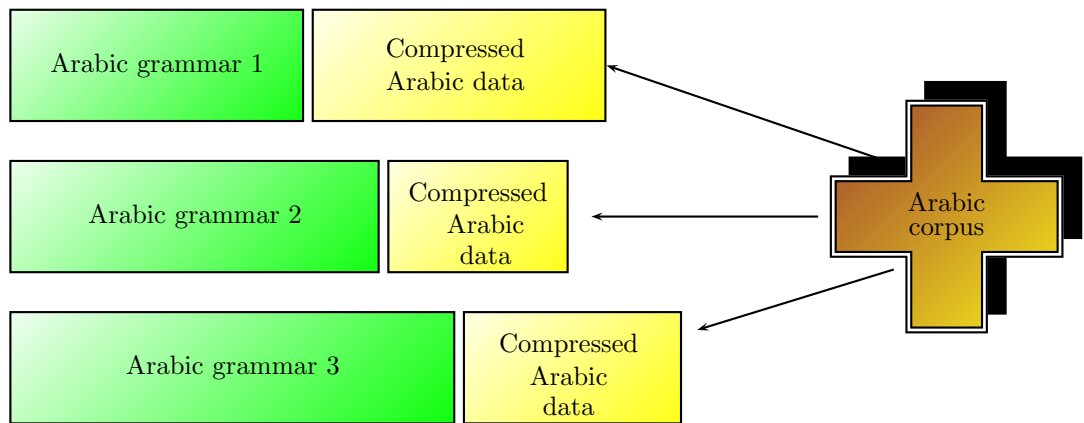 Arabic grammar 1
Compressed
Arabic data
Arabic grammar 2
Compressed
Arabic
data
Arabic
corpus
Arabic grammar 3
Compressed
Arabic
data